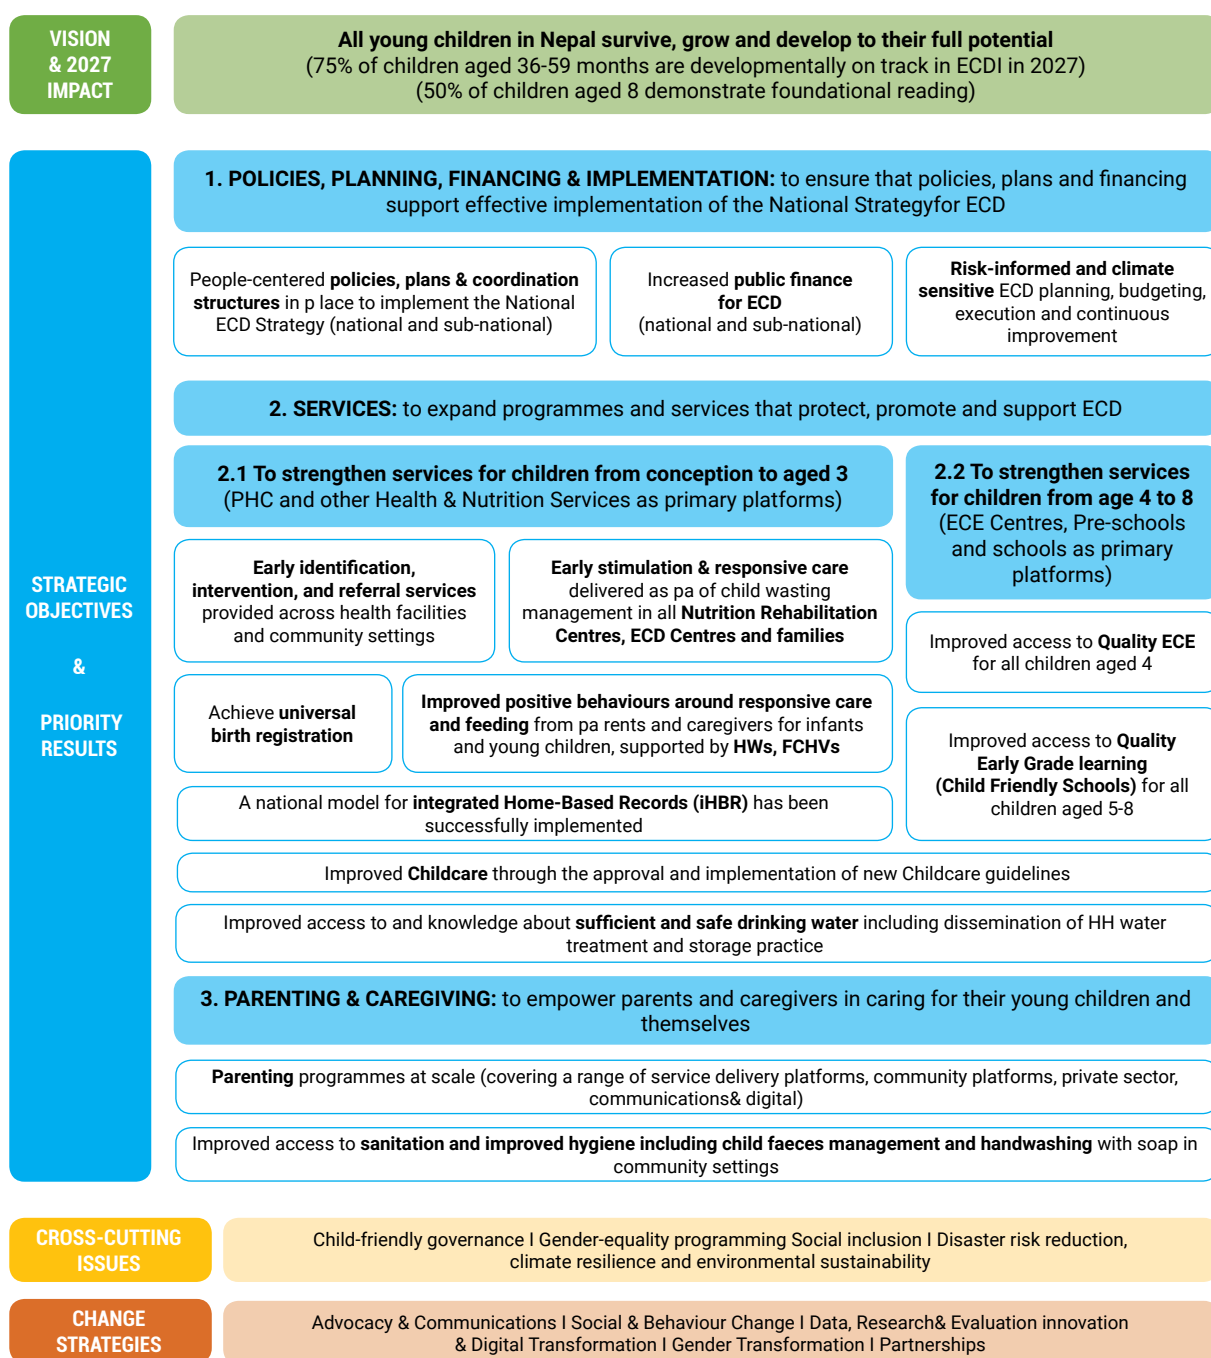 VISION
& 2027
IMPACT
All young children in Nepal survive, grow and develop to their full potential
(75% of children aged 36-59 months are developmentally on track in ECDI in 2027)
(50% of children aged 8 demonstrate foundational reading)
STRATEGIC
OBJECTIVES
&
PRIORITY
RESULTS
1. POLICIES, PLANNING, FINANCING & IMPLEMENTATION: to ensure that policies, plans and financing
support effective implementation of the National Strategyfor ECD
People-centered policies, plans & coordination
structures in p lace to implement the National
ECD Strategy (national and sub-national)
Increased public finance
for ECD
(national and sub-national)
Risk-informed and climate
sensitive ECD planning, budgeting,
execution and continuous
improvement
2. SERVICES: to expand programmes and services that protect, promote and support ECD
2.1 To strengthen services for children from conception to aged 3
(PHC and other Health & Nutrition Services as primary platforms)
2.2 To strengthen services
for children from age 4 to 8
(ECE Centres, Pre-schools
and schools as primary
platforms)
Early identification,
intervention, and referral services
provided across health facilities
and community settings
Early stimulation & responsive care
delivered as pa of child wasting
management in all Nutrition Rehabilitation
Centres, ECD Centres and families
Improved access to Quality ECE
for all children aged 4
Achieve universal
birth registration
Improved positive behaviours around responsive care
and feeding from pa rents and caregivers for infants
and young children, supported by HWs, FCHVs
Improved access to Quality
Early Grade learning
(Child Friendly Schools) for all
children aged 5-8
A national model for integrated Home-Based Records (iHBR) has been
successfully implemented
Improved Childcare through the approval and implementation of new Childcare guidelines
Improved access to and knowledge about sufficient and safe drinking water including dissemination of HH water
treatment and storage practice
3. PARENTING & CAREGIVING: to empower parents and caregivers in caring for their young children and
themselves
Parenting programmes at scale (covering a range of service delivery platforms, community platforms, private sector,
communications& digital)
Improved access to sanitation and improved hygiene including child faeces management and handwashing with soap in
community settings
CROSS-CUTTING
ISSUES
Child-friendly governance I Gender-equality programming Social inclusion I Disaster risk reduction,
climate resilience and environmental sustainability
CHANGE
STRATEGIES
Advocacy & Communications I Social & Behaviour Change I Data, Research& Evaluation innovation
& Digital Transformation I Gender Transformation I Partnerships